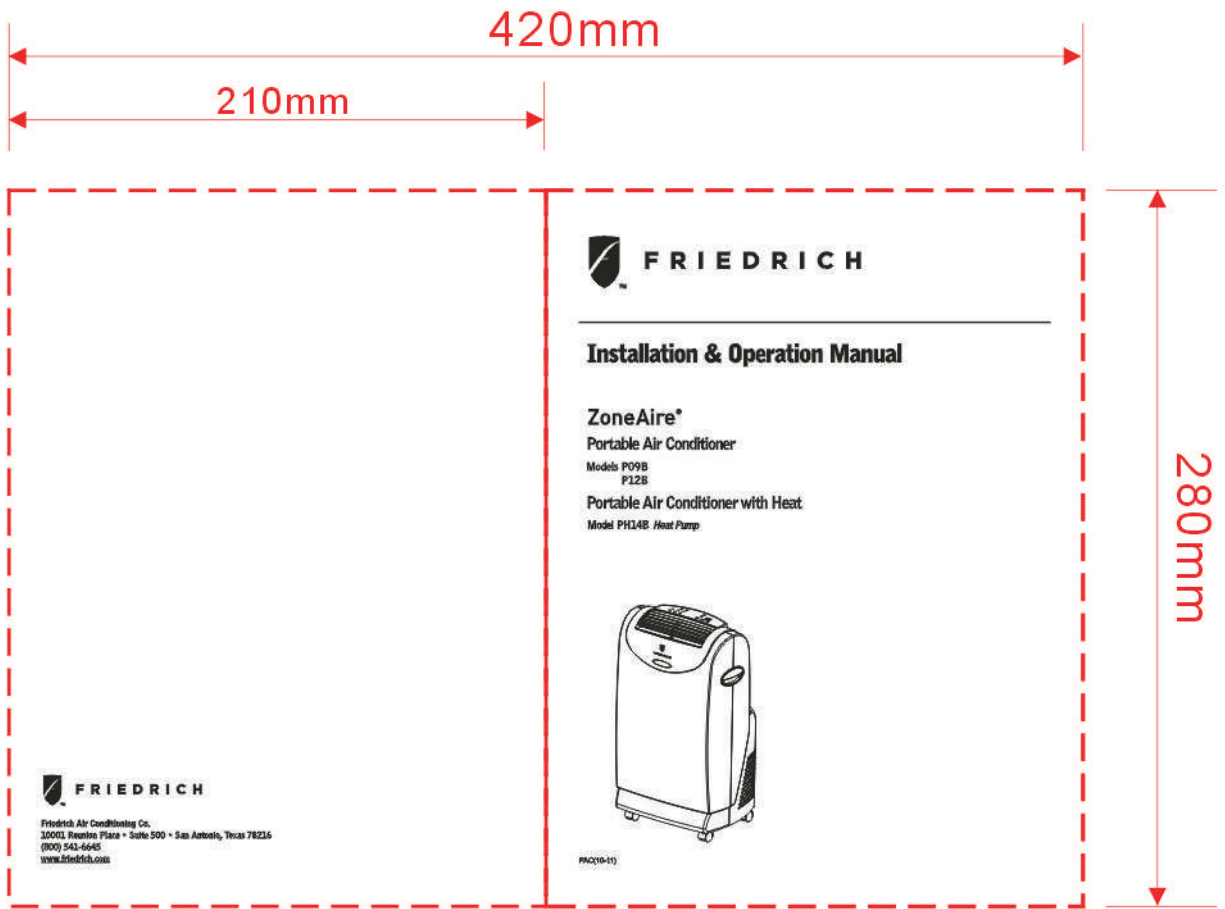 420mm
210mm
280mm
FRIEDRICH
TM
Installation & Operation Manual
ZoneAire®
Portable Air Conditioner
Models P09B
P12B
Portable Air Conditioner with Heat
Model PH14B Heat Pump
PAC(10-11)
FRIEDRICH
Friedrich Air Conditioning Co.
10001 Reunion Place • Suite 500 • San Antonio, Texas 78216
(800) 541-6645
www.friedrich.com